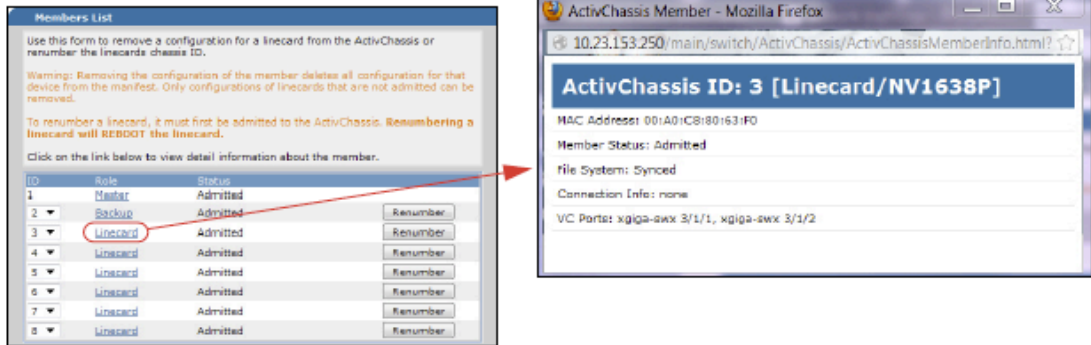 Members List
Use this form to remove a configuration for a linecard from the ActivChassis or
renumber the linecards chassis ID.
Warning: Removing the configuration of the member deletes all configuration for that
device from the manifest. Only configurations of linecards that are not admitted can be
removed.
To renumber a linecard, it must first be admitted to the ActivChassis. Renumbering a
linecard will REBOOT the linecard.
Click on the link below to view detail information about the member.
ID Role Status
1 Master Admitted
2 Backup Admitted Renumber
3 Linecard Admitted Renumber
4 Linecard Admitted Renumber
5 Linecard Admitted Renumber
6 Linecard Admitted Renumber
7 Linecard Admitted Renumber
8 Linecard Admitted Renumber
ActivChassis Member - Mozilla Firefox
10.23.153.250/main/switch/ActivChassis/ActivChassisMemberInfo.html?
ActivChassis ID: 3 [Linecard/NV1638P]
MAC Address: 00:A0:C8:80:63:F0
Member Status: Admitted
File System: Synced
Connection Info: none
VC Ports: xgiga-swx 3/1/1, xgiga-swx 3/1/2